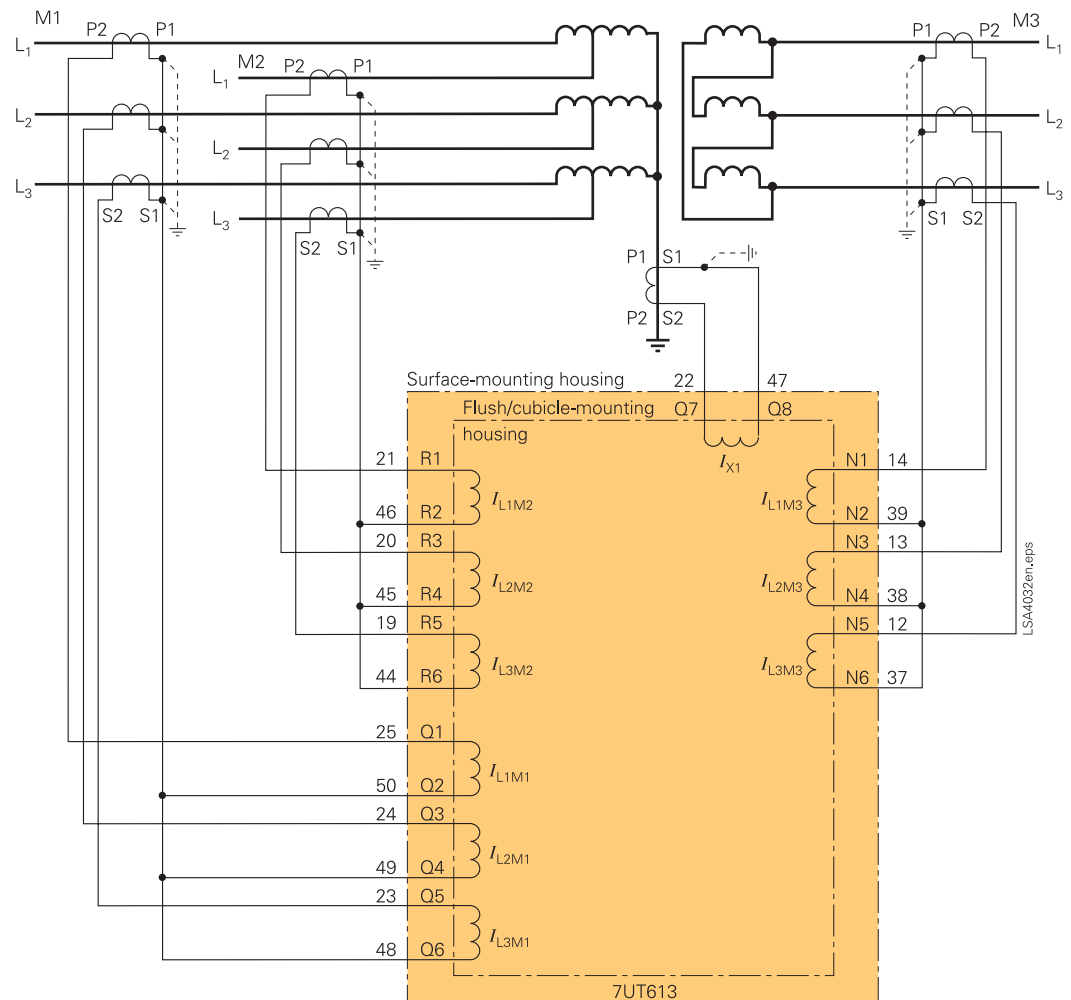 M1
P2 P1
L1
M2
P2 P1
L1
M3
P1 P2
L1
L2
L2
L2
L3
L3
L3
S2 S1
S2 S1
S1 S2
P1 S1
P2 S2
Surface-mounting housing
22 47
Flush/cubicle-mounting
housing
Q7 Q8
IX1
21 R1
IL1M2
46 R2
20 R3
IL2M2
45 R4
19 R5
IL3M2
44 R6
25 Q1
IL1M1
50 Q2
24 Q3
IL2M1
49 Q4
23 Q5
IL3M1
48 Q6
N1 14
IL1M3
N2 39
N3 13
IL2M3
N4 38
N5 12
IL3M3
N6 37
7UT613
LSA4032en.eps